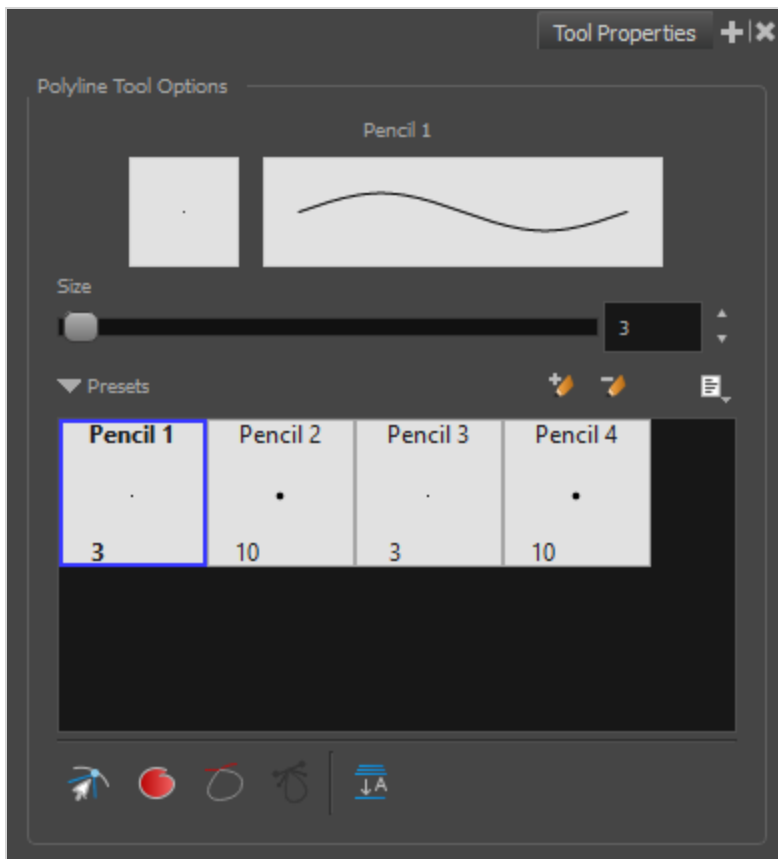 Tool Properties
Polyline Tool Options
Pencil 1
Size
3
Presets
Pencil 1 Pencil 2 Pencil 3 Pencil 4
3 10 3 10
A